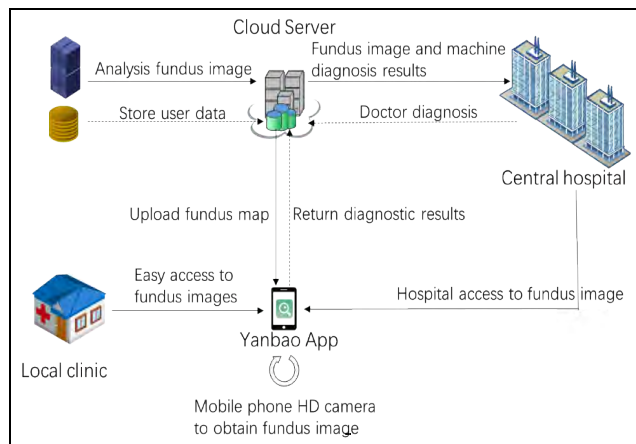 Cloud Server
Analysis fundus image
Fundus image and machine
diagnosis results
Store user data
Doctor diagnosis
Central hospital
Upload fundus map
Return diagnostic results
Easy access to
fundus images
Hospital access to fundus image
Local clinic
Yanbao App
Mobile phone HD camera
to obtain fundus image